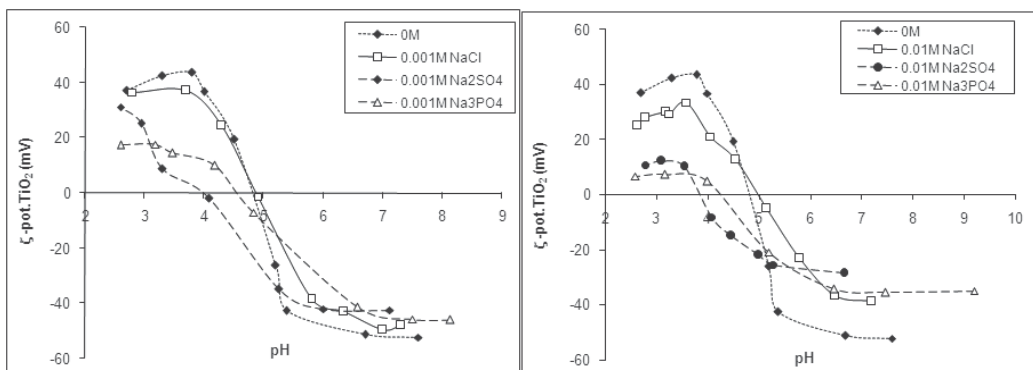 60
40
20
0
-20
-40
-60
2 3 4 5 6 7 8 9
ζ-pot.TiO₂ (mV)
pH
0M
0.001M NaCl
0.001M Na2SO4
0.001M Na3PO4
60
40
20
0
-20
-40
-60
2 3 4 5 6 7 8 9 10
ζ-pot.TiO₂ (mV)
pH
0M
0.01M NaCl
0.01M Na2SO4
0.01M Na3PO4